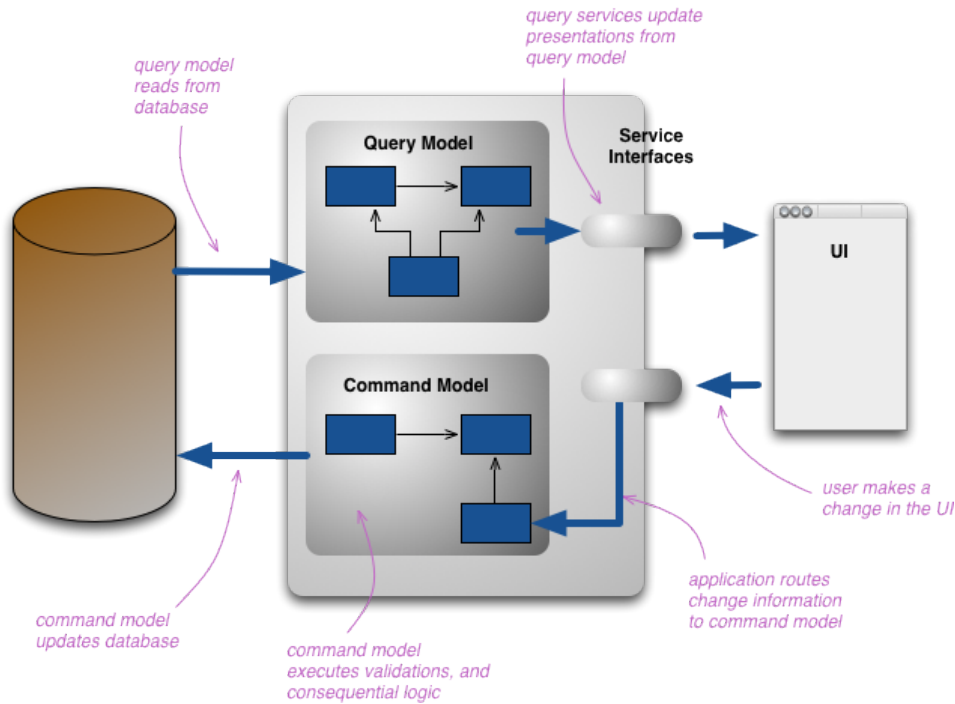 query services update
presentations from
query model
query model
reads from
database
Query Model
Service
Interfaces
UI
Command Model
user makes a
change in the UI
application routes
change information
to command model
command model
updates database
command model
executes validations, and
consequential logic